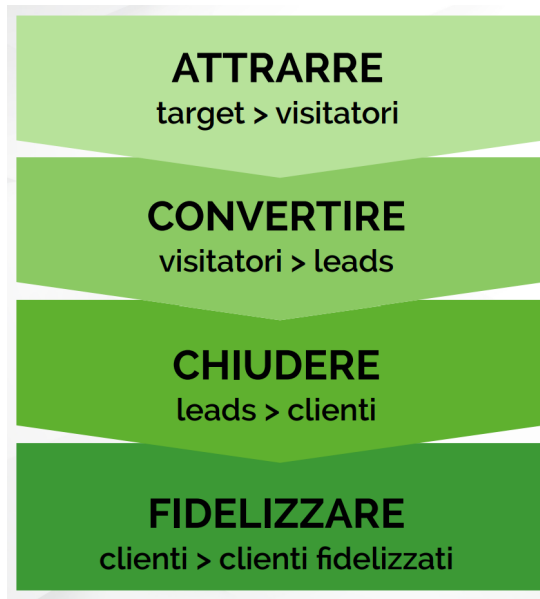 ATTRARRE
target > visitatori
CONVERTIRE
visitatori > leads
CHIUDERE
leads > clienti
FIDELIZZARE
clienti > clienti fidelizzati